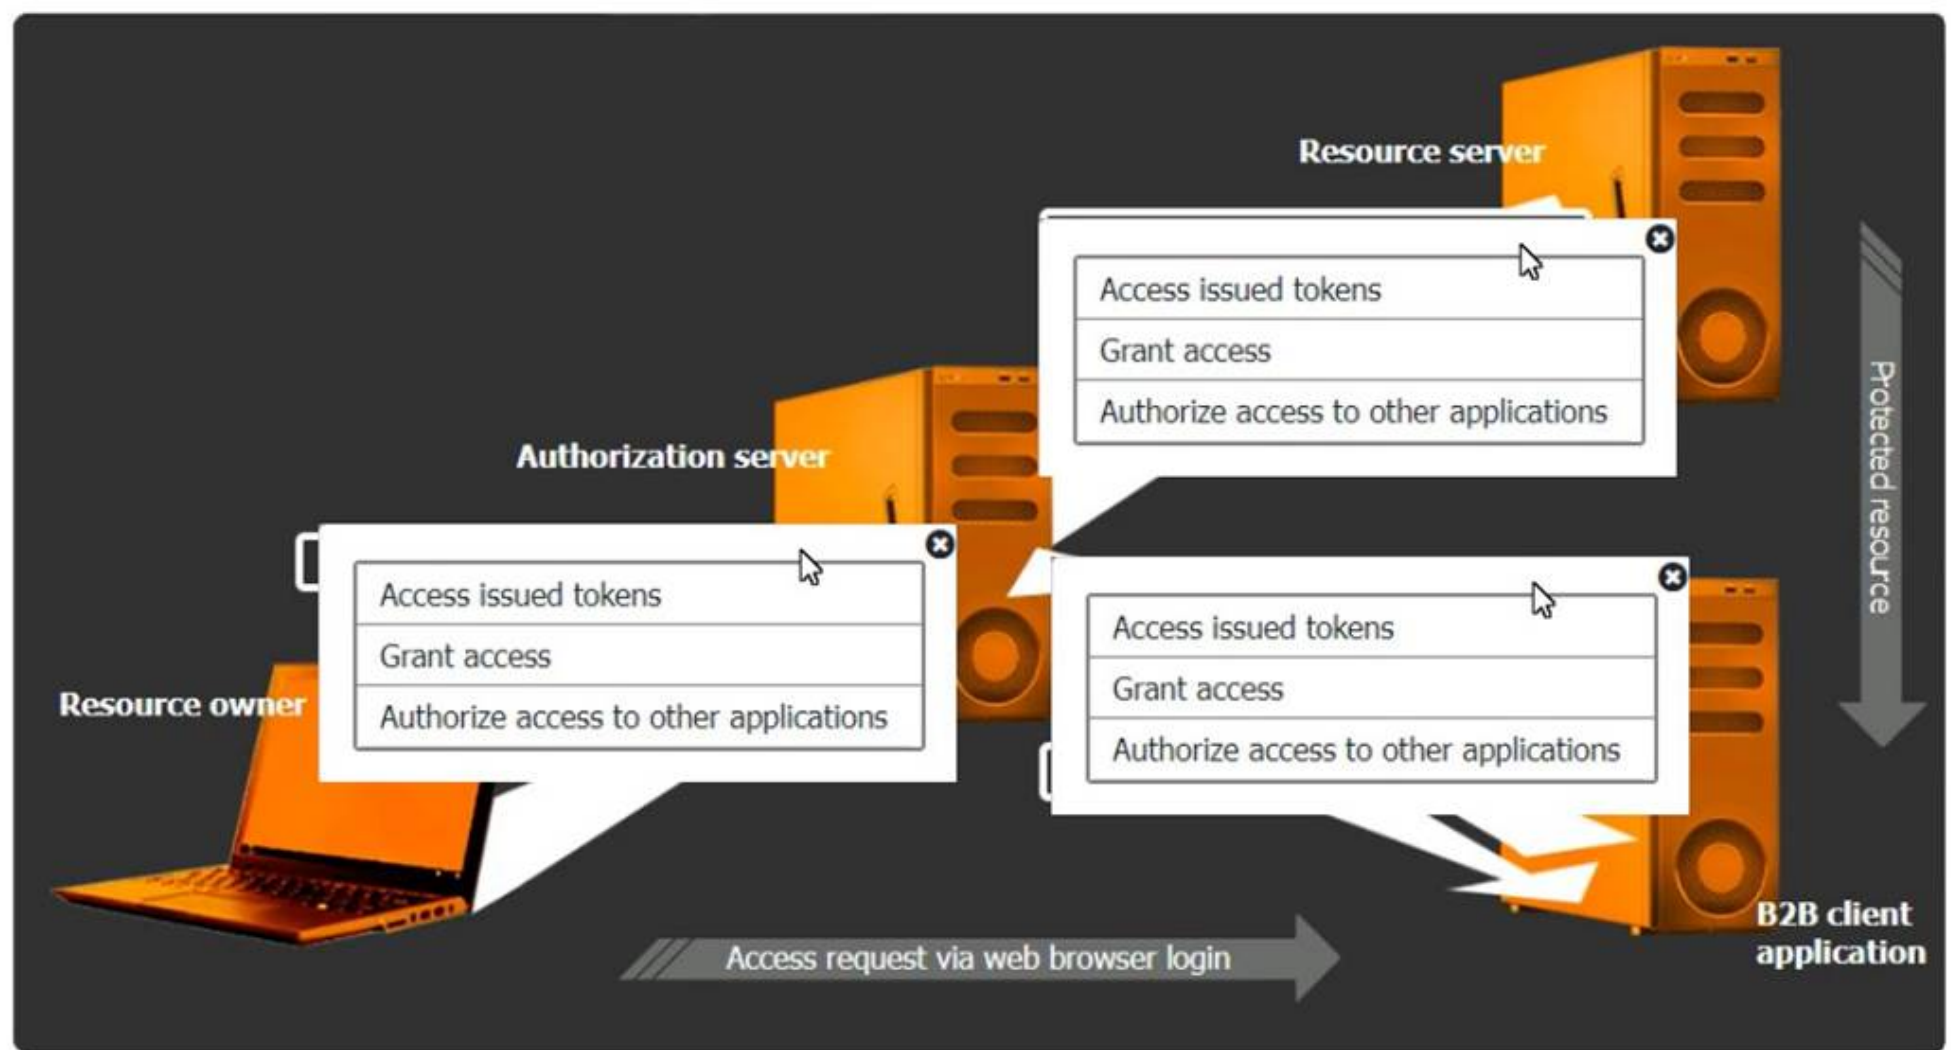 Resource server
Access issued tokens
Grant access
Authorize access to other applications
Protected resource
Authorization server
Access issued tokens
Grant access
Authorize access to other applications
Access issued tokens
Grant access
Authorize access to other applications
Resource owner
B2B client
application
Access request via web browser login